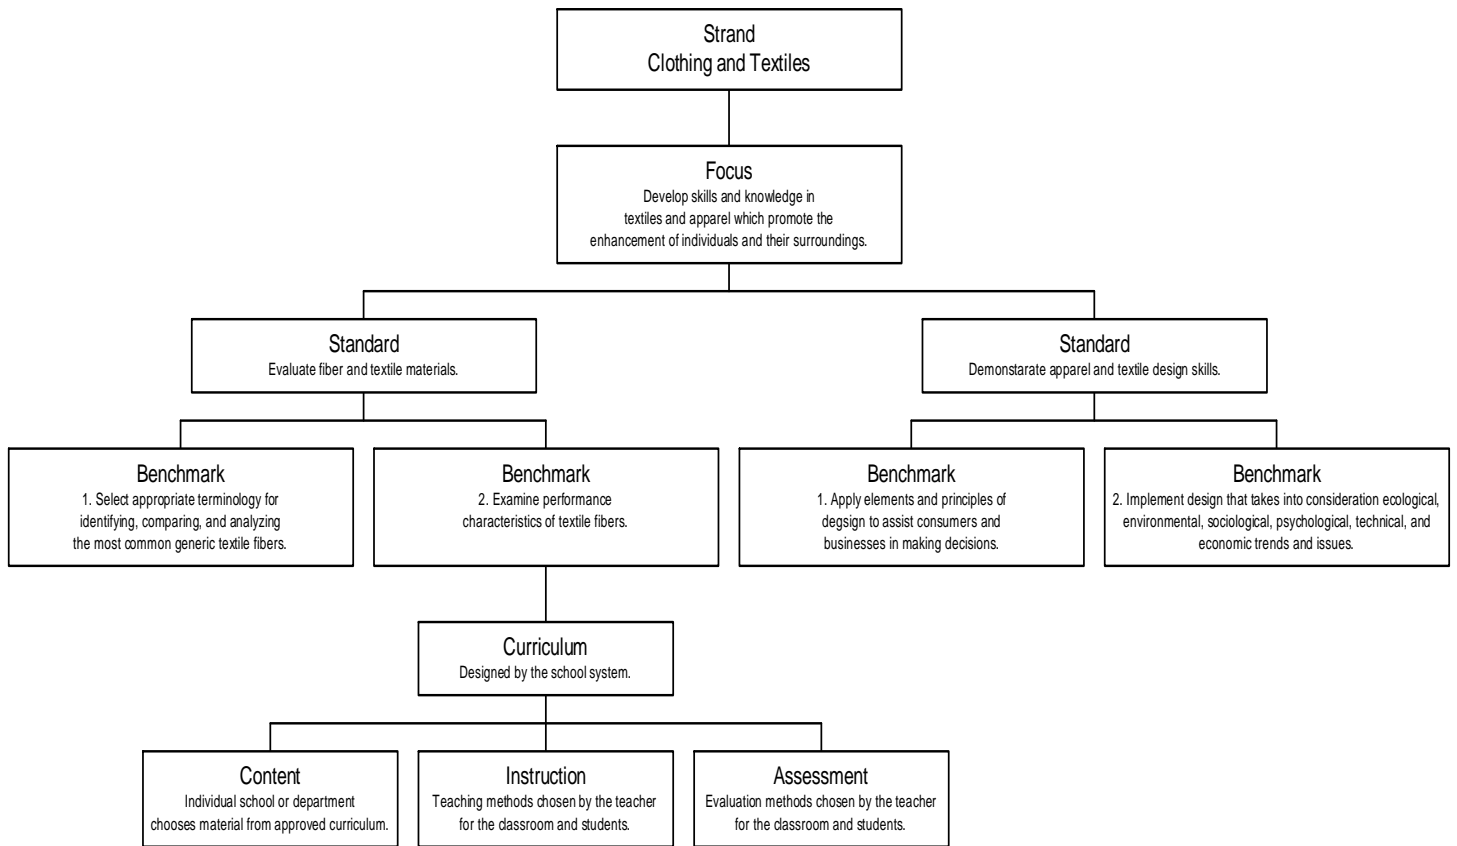 Strand
Clothing and Textiles
Focus
Develop skills and knowledge in
textiles and apparel which promote the
enhancement of individuals and their surroundings.
Standard
Evaluate fiber and textile materials.
Standard
Demonstarate apparel and textile design skills.
Benchmark
1. Select appropriate terminology for
identifying, comparing, and analyzing
the most common generic textile fibers.
Benchmark
2. Examine performance
characteristics of textile fibers.
Benchmark
1. Apply elements and principles of
degsign to assist consumers and
businesses in making decisions.
Benchmark
2. Implement design that takes into consideration ecological,
environmental, sociological, psychological, technical, and
economic trends and issues.
Curriculum
Designed by the school system.
Content
Individual school or department
chooses material from approved curriculum.
Instruction
Teaching methods chosen by the teacher
for the classroom and students.
Assessment
Evaluation methods chosen by the teacher
for the classroom and students.